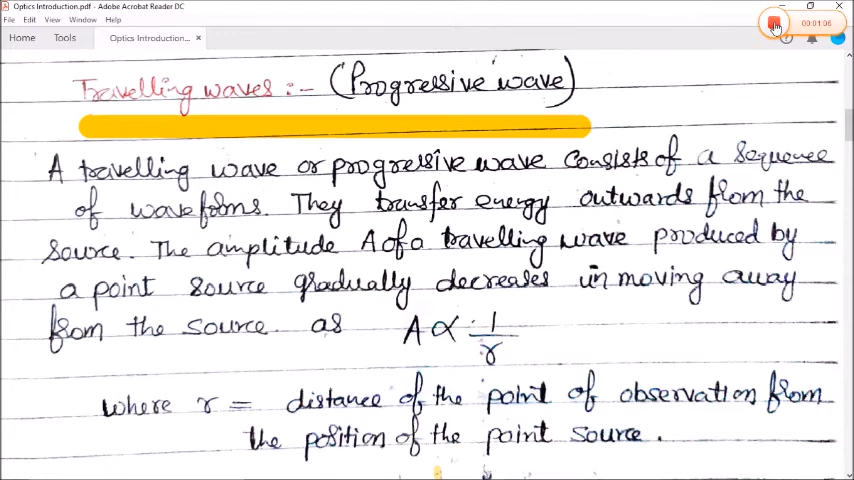 Optics Introduction.pdf - Adobe Acrobat Reader DC
File Edit View Window Help
Home Tools Optics Introduction... ×
00:01:06
Travelling waves :- (Progressive wave)
A travelling wave or progressive wave consists of a sequence
of waveforms. They transfer energy outwards from the
source. The amplitude A of a travelling wave produced by
a point source gradually decreases in moving away
from the source as A ∝ 1/r
where r = distance of the point of observation from
the position of the point source.